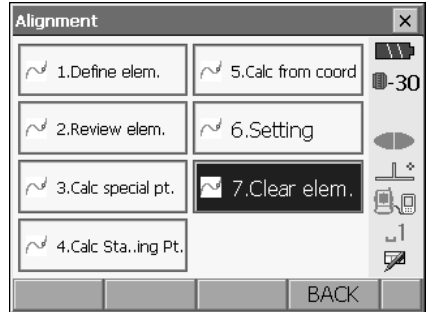 Alignment
1.Define elem.
5.Calc from coord
2.Review elem.
6.Setting
3.Calc special pt.
7.Clear elem.
4.Calc Sta..ing Pt.
-30
1
BACK